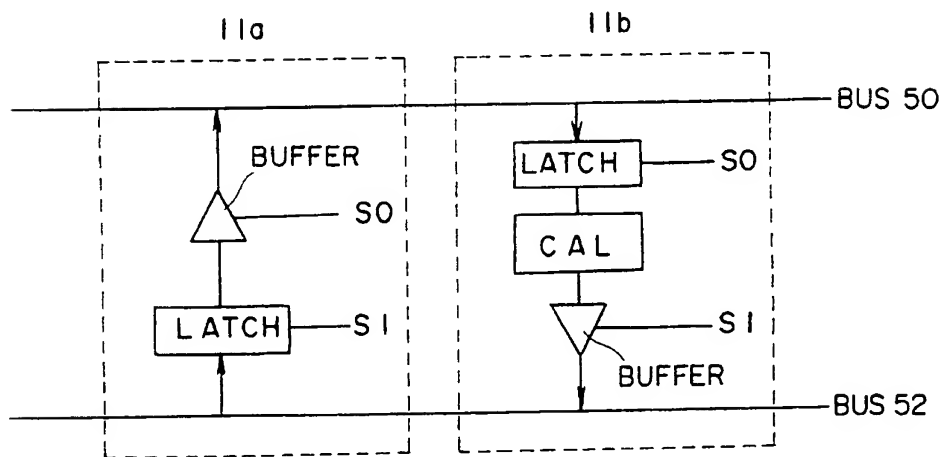 11a
11b
BUS 50
BUFFER
LATCH
S0
S0
CAL
LATCH
S1
S1
BUFFER
BUS 52